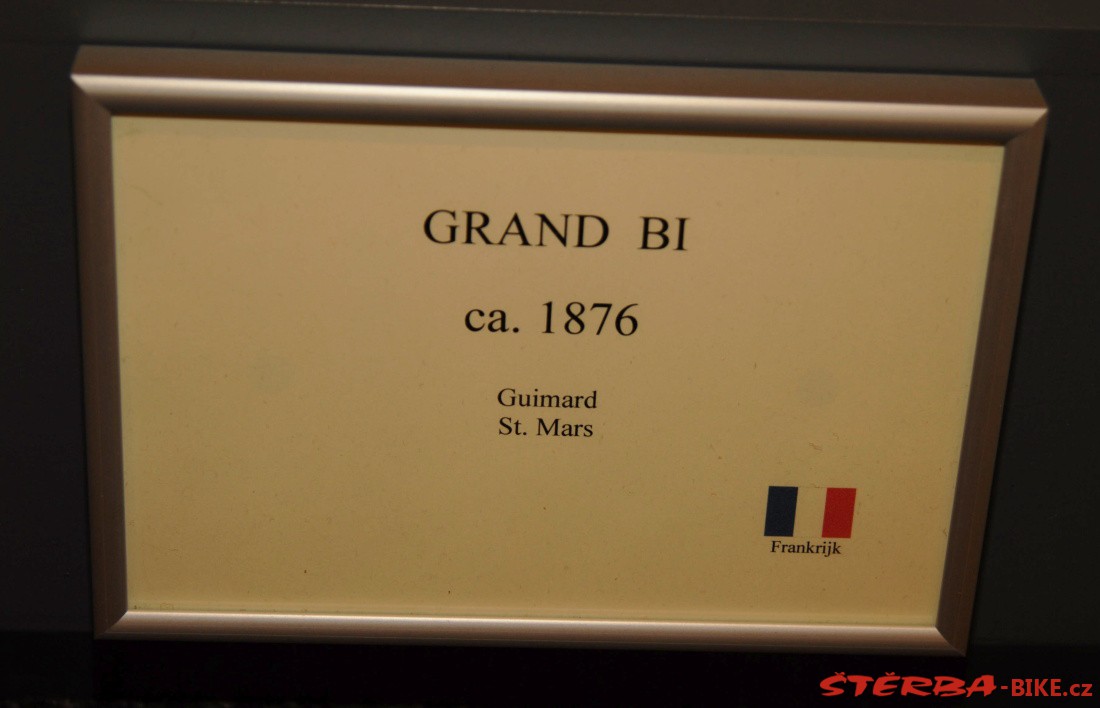 GRAND BI
ca. 1876
Guimard
St. Mars
Frankrijk
ŠTĚRBA-BIKE.cz